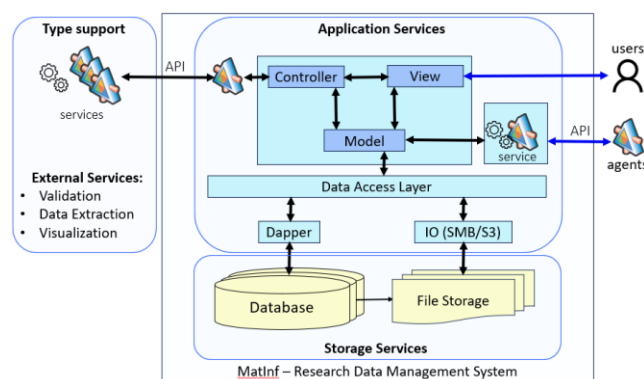 Type support
Application Services
users
API
Controller
View
services
Model
service
API
agents
External Services:
• Validation
• Data Extraction
• Visualization
Data Access Layer
Dapper
IO (SMB/S3)
Database
File Storage
Storage Services
MatInf – Research Data Management System